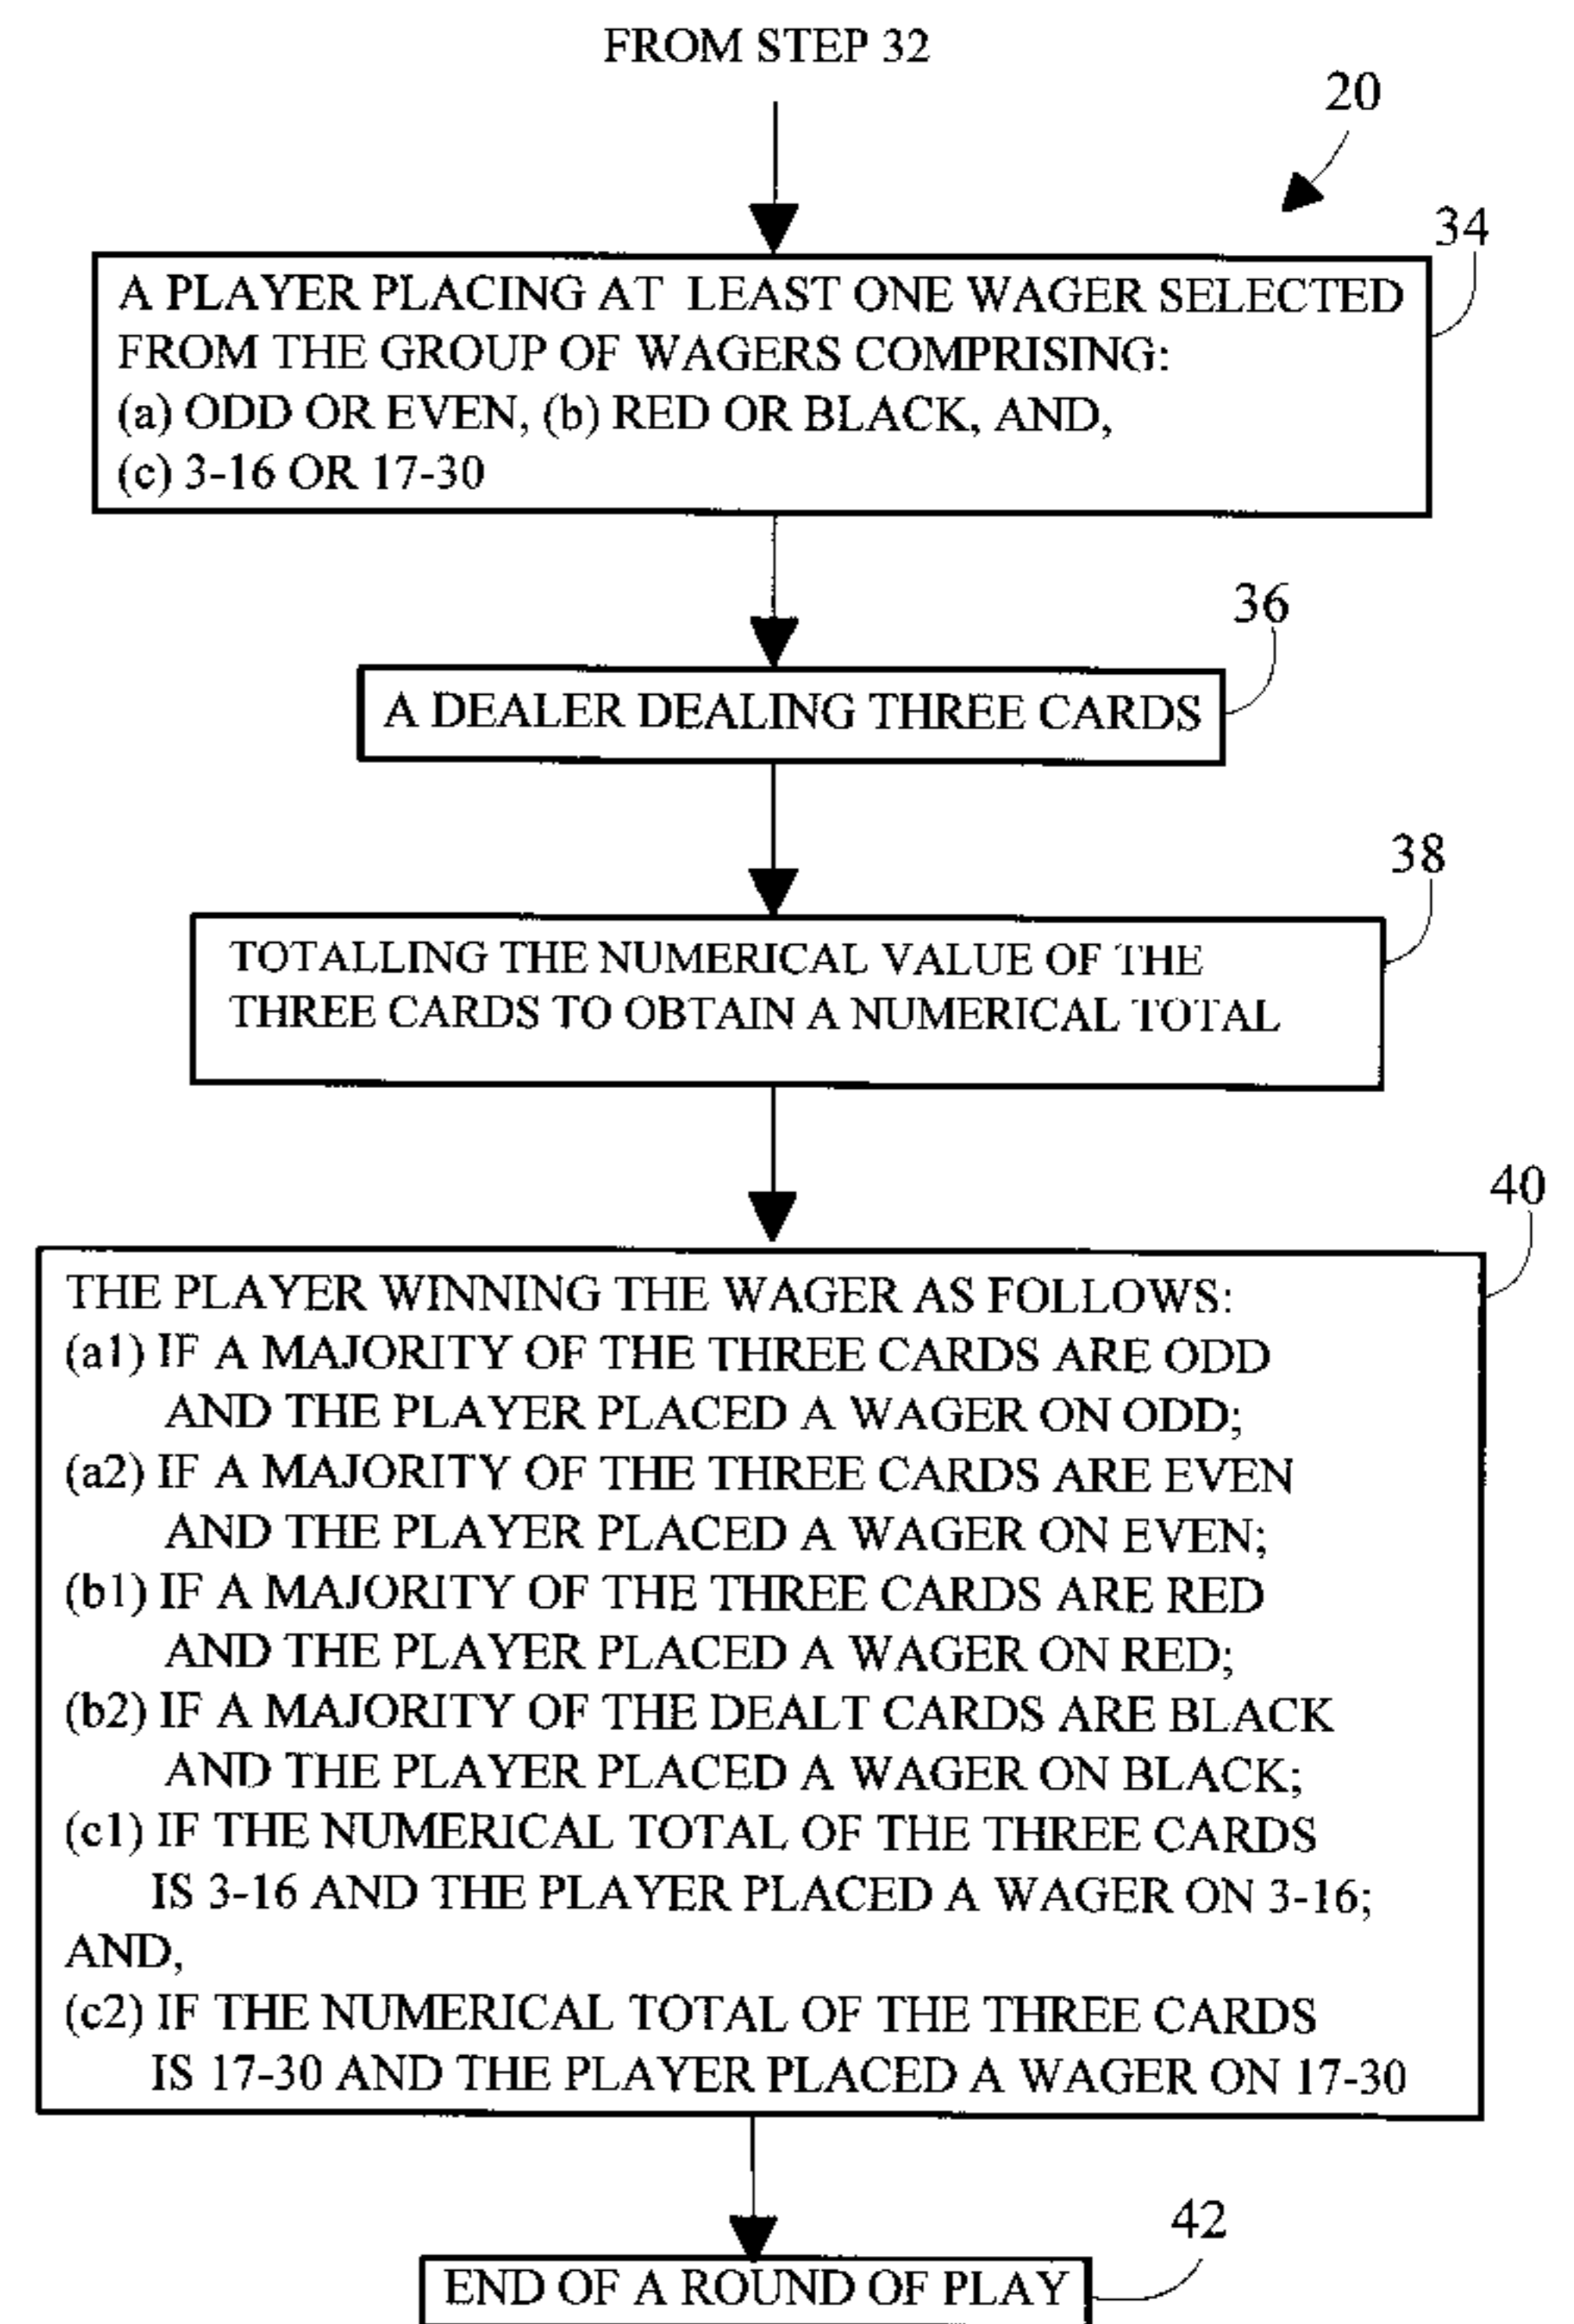 FROM STEP 32
20
34
A PLAYER PLACING AT LEAST ONE WAGER SELECTED
FROM THE GROUP OF WAGERS COMPRISING:
(a) ODD OR EVEN, (b) RED OR BLACK, AND,
(c) 3-16 OR 17-30
36
A DEALER DEALING THREE CARDS
38
TOTALLING THE NUMERICAL VALUE OF THE
THREE CARDS TO OBTAIN A NUMERICAL TOTAL
40
THE PLAYER WINNING THE WAGER AS FOLLOWS:
(a1) IF A MAJORITY OF THE THREE CARDS ARE ODD
AND THE PLAYER PLACED A WAGER ON ODD;
(a2) IF A MAJORITY OF THE THREE CARDS ARE EVEN
AND THE PLAYER PLACED A WAGER ON EVEN;
(b1) IF A MAJORITY OF THE THREE CARDS ARE RED
AND THE PLAYER PLACED A WAGER ON RED;
(b2) IF A MAJORITY OF THE DEALT CARDS ARE BLACK
AND THE PLAYER PLACED A WAGER ON BLACK;
(c1) IF THE NUMERICAL TOTAL OF THE THREE CARDS
IS 3-16 AND THE PLAYER PLACED A WAGER ON 3-16;
AND,
(c2) IF THE NUMERICAL TOTAL OF THE THREE CARDS
IS 17-30 AND THE PLAYER PLACED A WAGER ON 17-30
42
END OF A ROUND OF PLAY